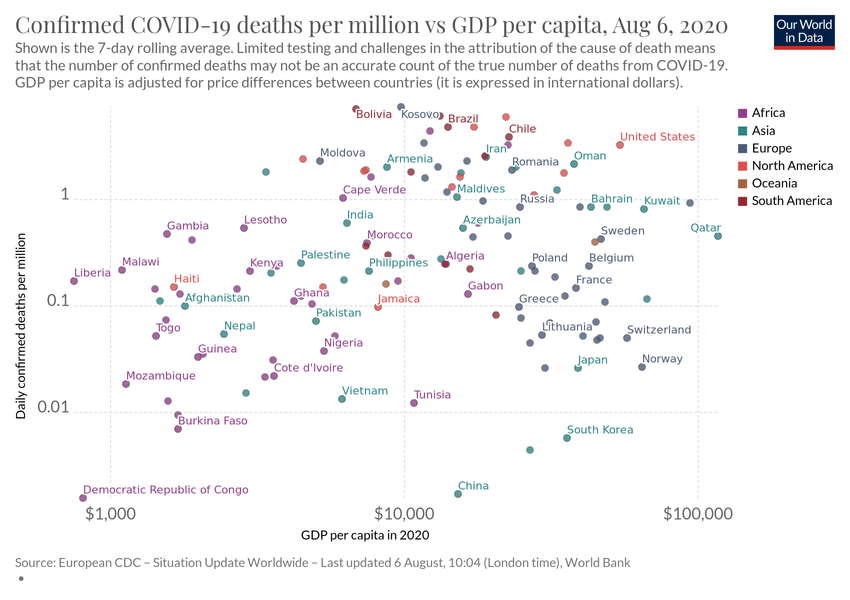 Confirmed COVID-19 deaths per million vs GDP per capita, Aug 6, 2020
Our World
in Data
Shown is the 7-day rolling average. Limited testing and challenges in the attribution of the cause of death means
that the number of confirmed deaths may not be an accurate count of the true number of deaths from COVID-19.
GDP per capita is adjusted for price differences between countries (it is expressed in international dollars).
Bolivia
Kosovo
Brazil
Chile
United States
Moldova
Armenia
Iran
Romania
Oman
Cape Verde
Maldives
Russia
Bahrain
Kuwait
Gambia
Lesotho
India
Azerbaijan
Sweden
Qatar
Morocco
Liberia
Malawi
Kenya
Palestine
Philippines
Algeria
Poland
Belgium
Haiti
Afghanistan
Ghana
Jamaica
Gabon
Greece
France
Togo
Nepal
Pakistan
Lithuania
Switzerland
Guinea
Nigeria
Mozambique
Cote d'Ivoire
Japan
Norway
Vietnam
Tunisia
Burkina Faso
South Korea
Democratic Republic of Congo
China
Africa
Asia
Europe
North America
Oceania
South America
Daily confirmed deaths per million
1
0.1
0.01
$1,000
$10,000
$100,000
GDP per capita in 2020
Source: European CDC – Situation Update Worldwide – Last updated 6 August, 10:04 (London time), World Bank